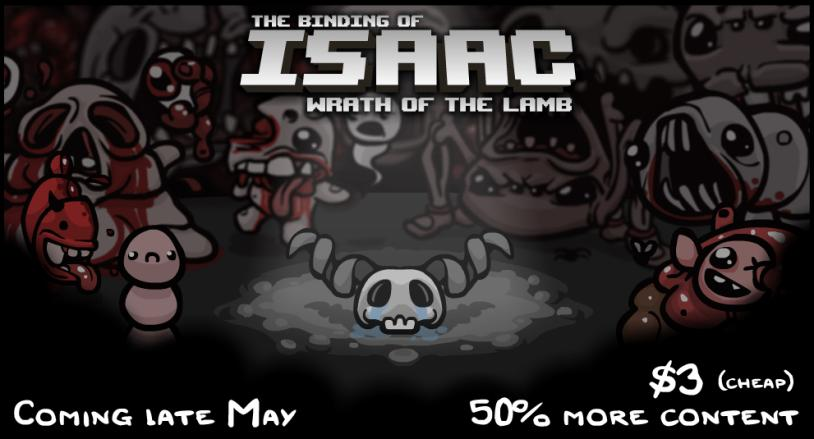 THE BINDING OF
ISAAC
WRATH OF THE LAMB
$3 (CHEAP)
COMING LATE MAY
50% MORE CONTENT